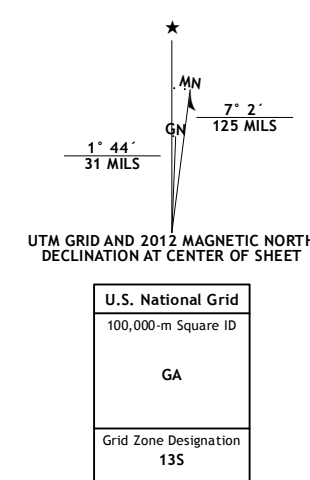 ★
MN
7° 2´
125 MILS
GN
1° 44´
31 MILS
UTM GRID AND 2012 MAGNETIC NORTH
DECLINATION AT CENTER OF SHEET
U.S. National Grid
100,000-m Square ID
GA
Grid Zone Designation
13S